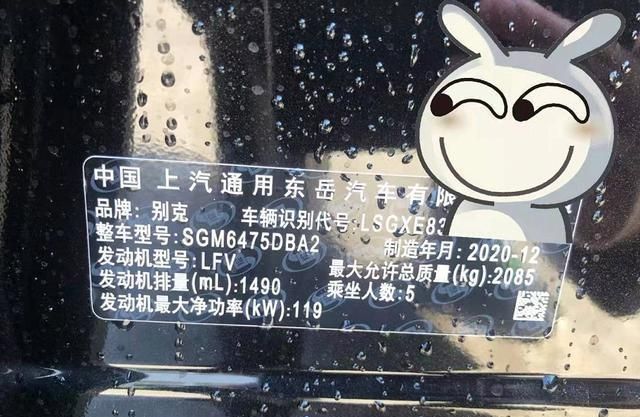 中国 上汽通用东岳汽车有限
品牌: 别克 车辆识别代号: LSGXE83
整车型号: SGM6475DBA2 制造年月: 2020-12
发动机型号: LFV 最大允许总质量(kg): 2085
发动机排量(mL): 1490 乘坐人数: 5
发动机最大净功率(kW): 119